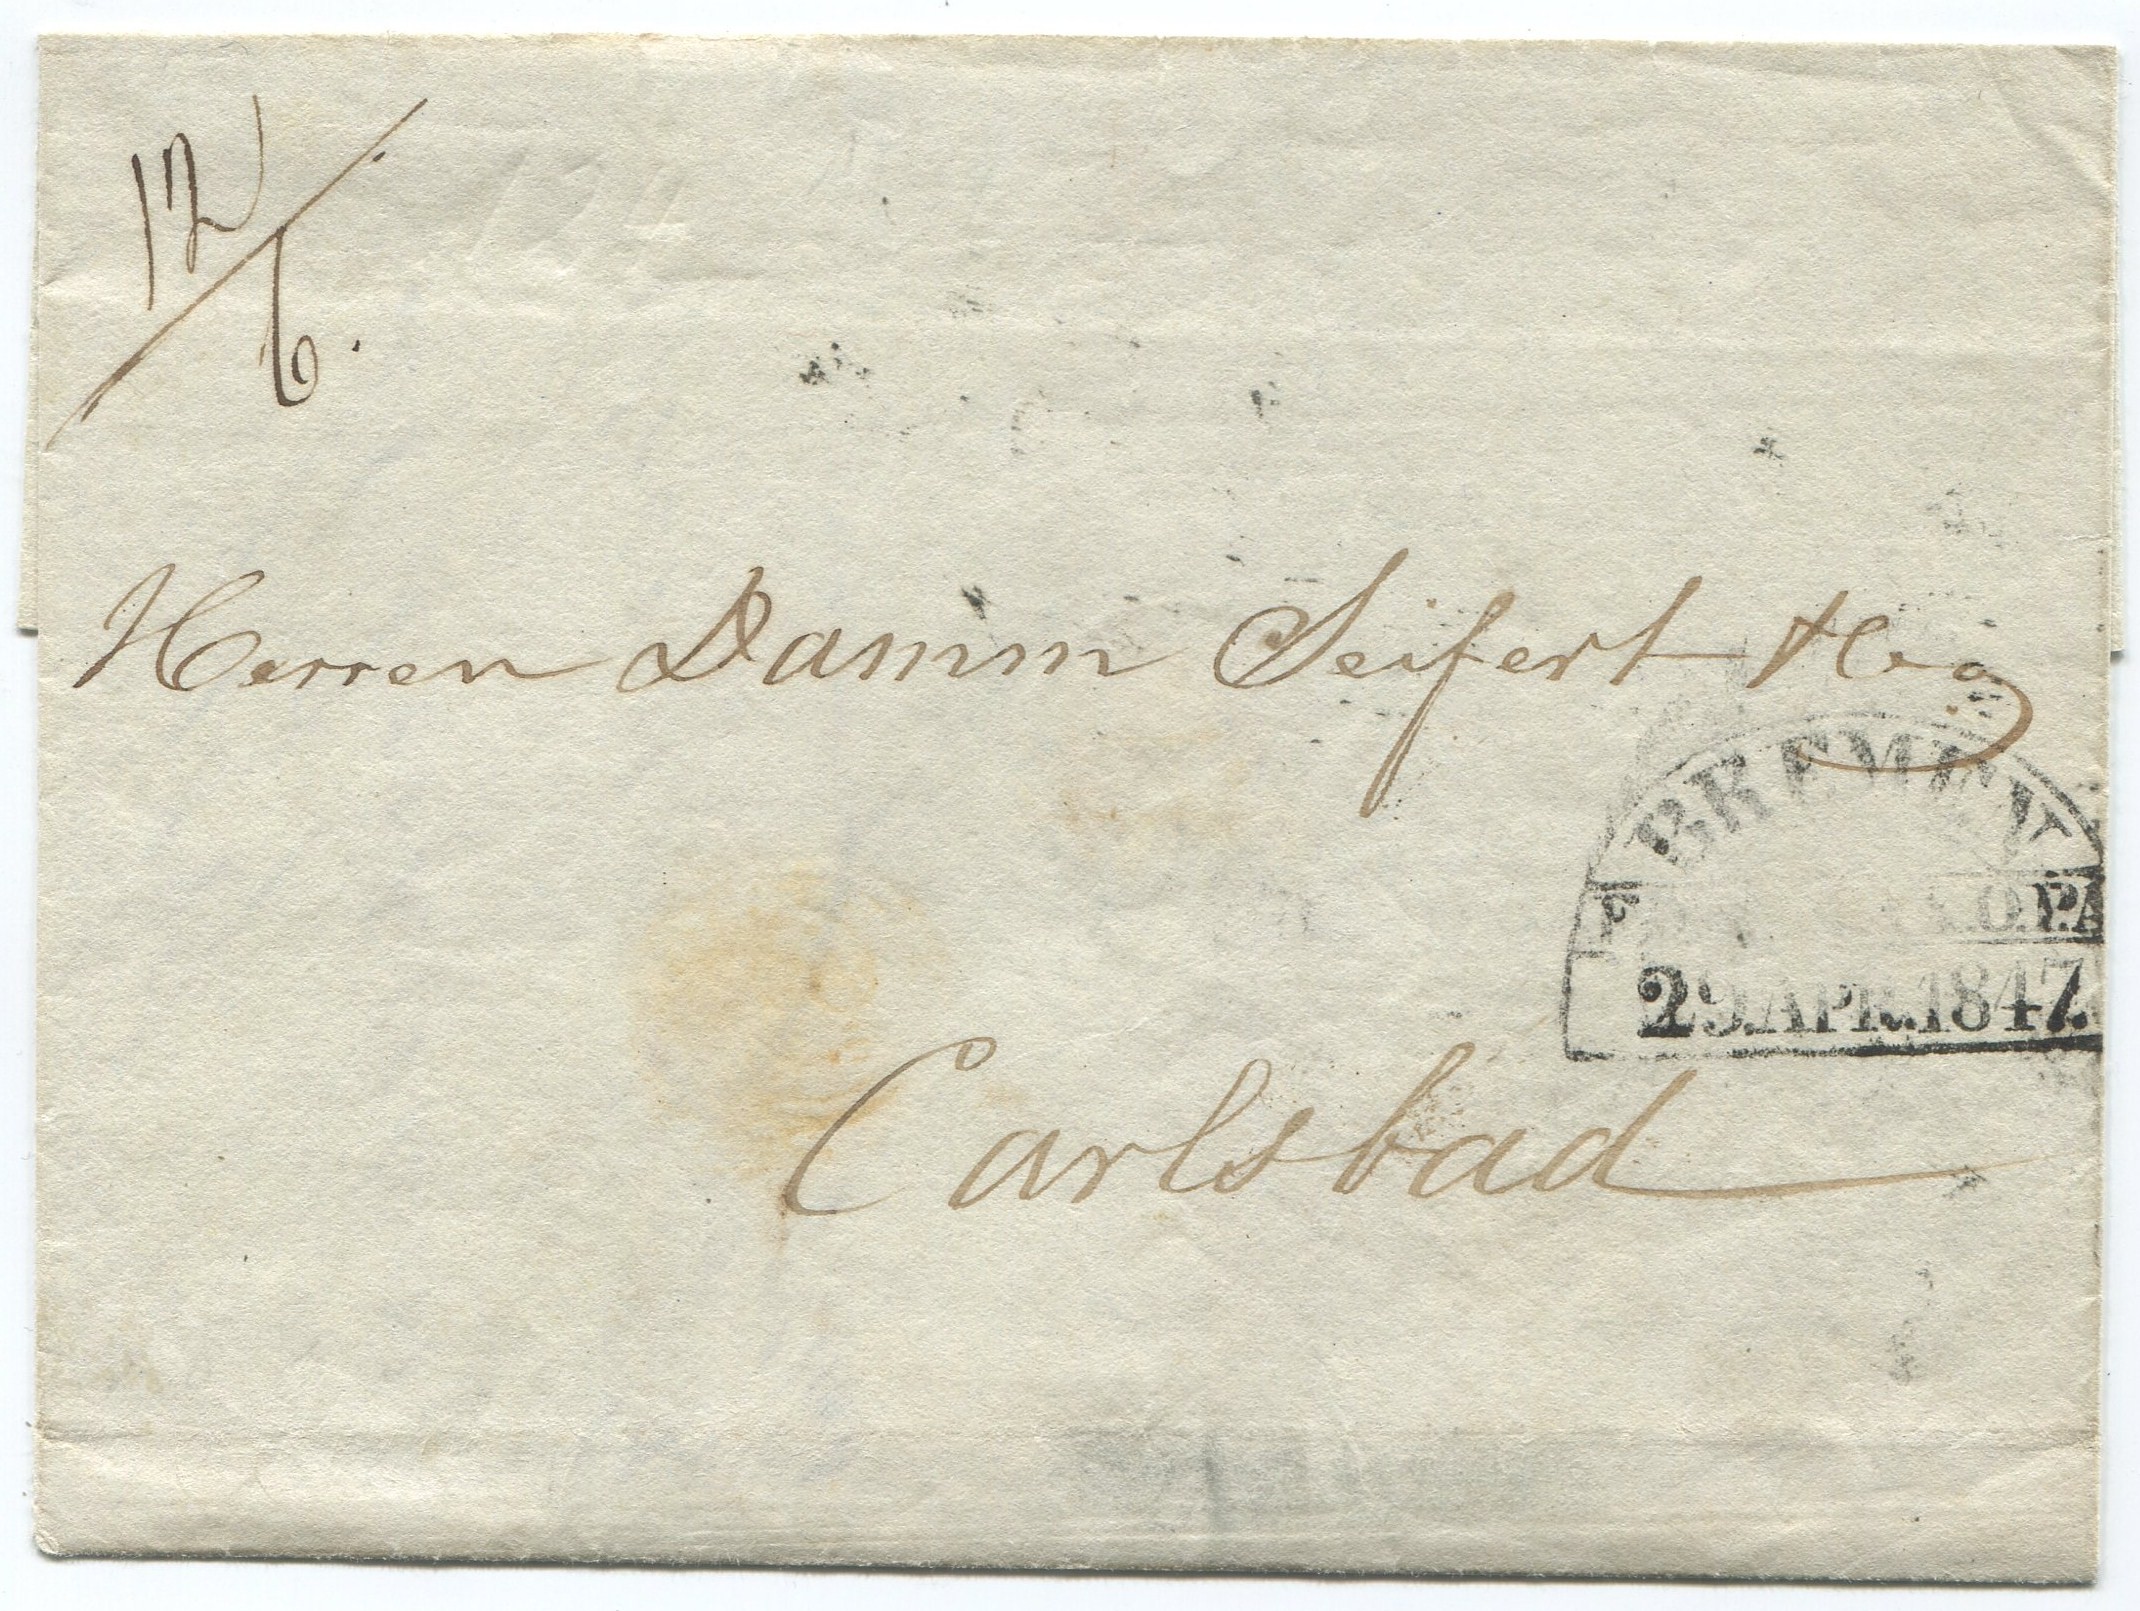 12/6.
Herren Damm Seifert & Co
BREMEN
29.APR.1847.
Carlsbad